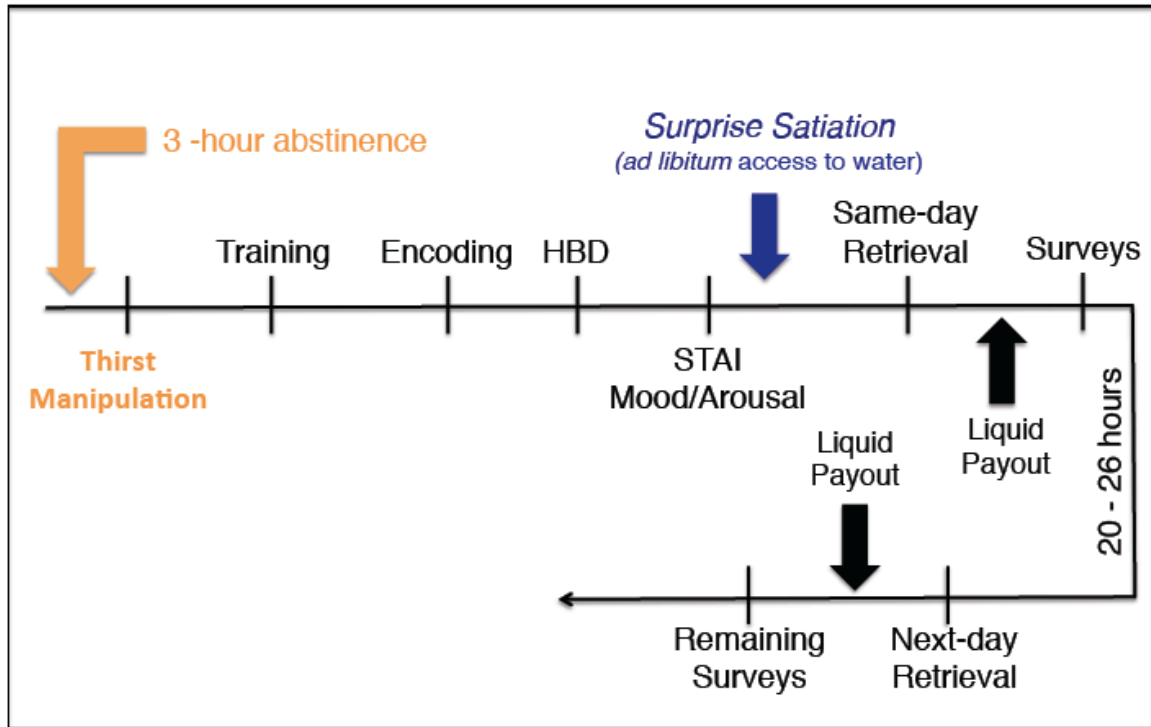 3 -hour abstinence
Surprise Satiation
(ad libitum access to water)
Training
Encoding
HBD
Same-day
Retrieval
Surveys
Thirst
Manipulation
STAI
Mood/Arousal
Liquid
Payout
Liquid
Payout
20 - 26 hours
Remaining
Surveys
Next-day
Retrieval